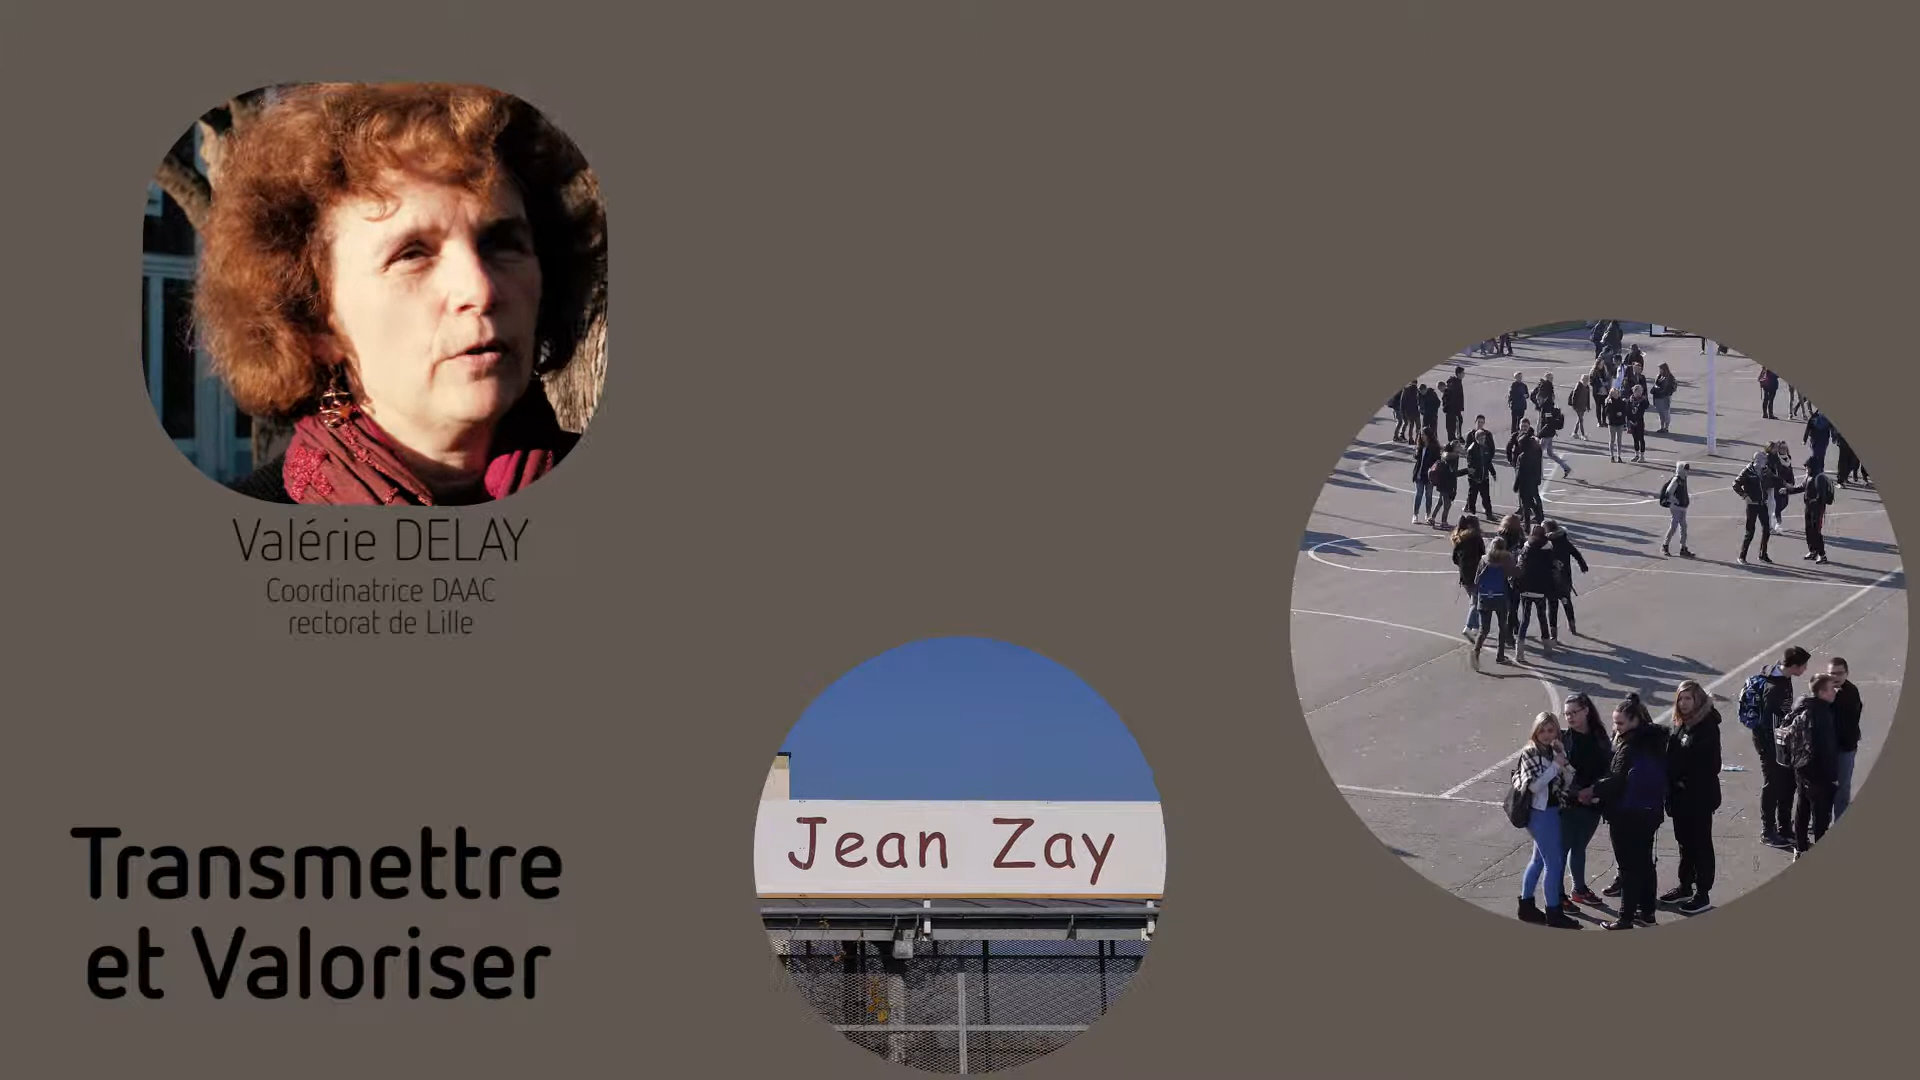 Valérie DELAY
Coordinatrice DAAC
rectorat de Lille
Jean Zay
Transmettre
et Valoriser